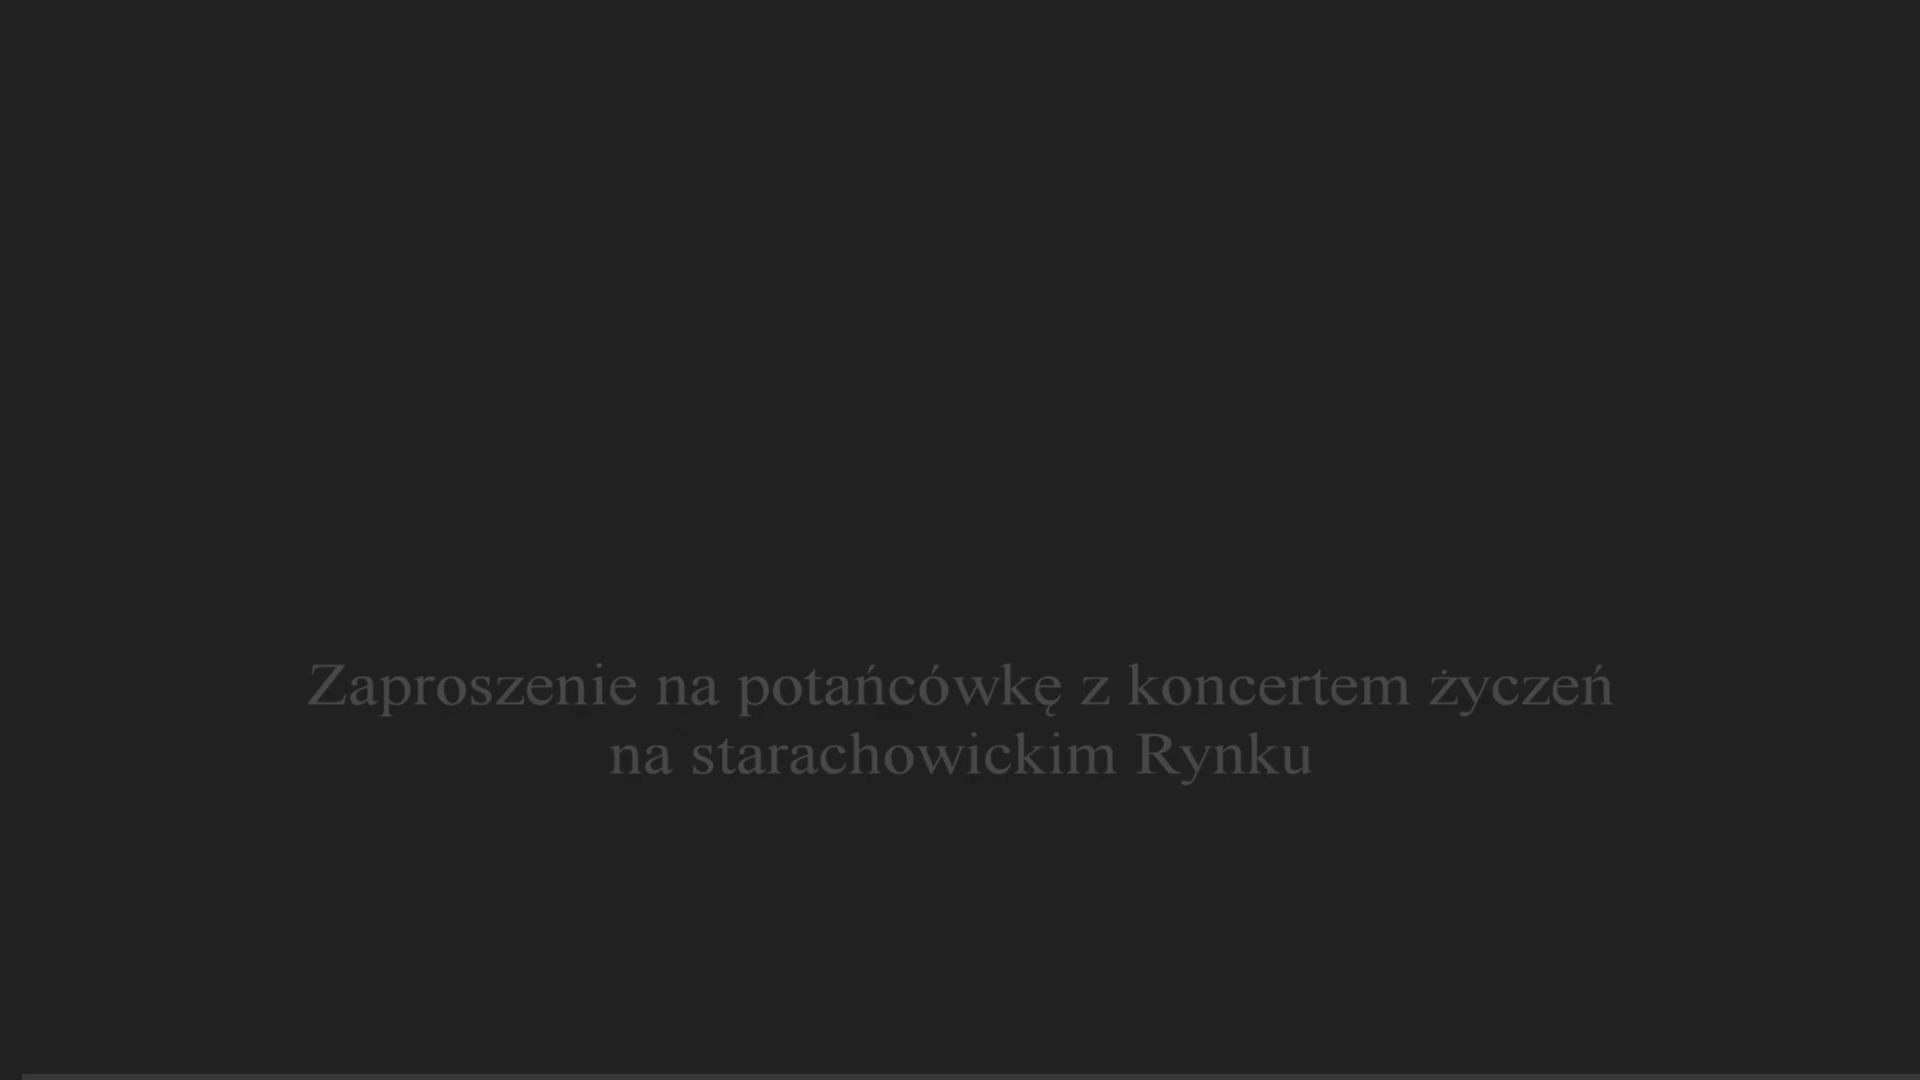 Zaproszenie na potańcówkę z koncertem życzeń
na starachowickim Rynku